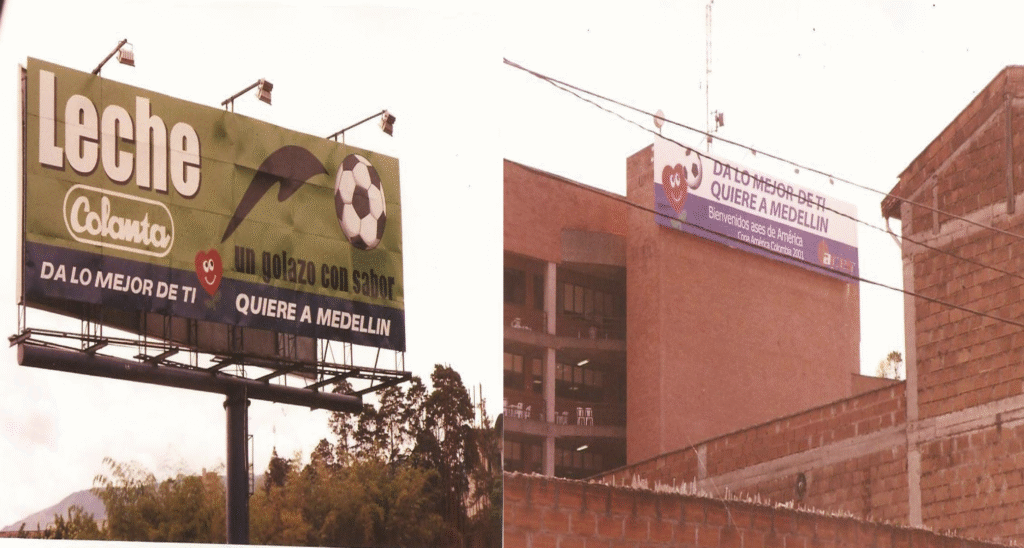 Leche
Colanta
un golazo con sabor
DA LO MEJOR DE TÍ
QUIERE A MEDELLIN
DA LO MEJOR DE TI
QUIERE A MEDELLIN
Bienvenidos ases de América
Copa América Colombia 2001